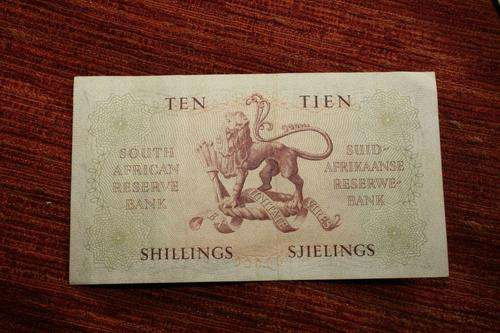 TEN TIEN
SOUTH
AFRICAN
RESERVE
BANK
SUID-
AFRIKAANSE
RESERWE-
BANK
SHILLINGS SJIELINGS